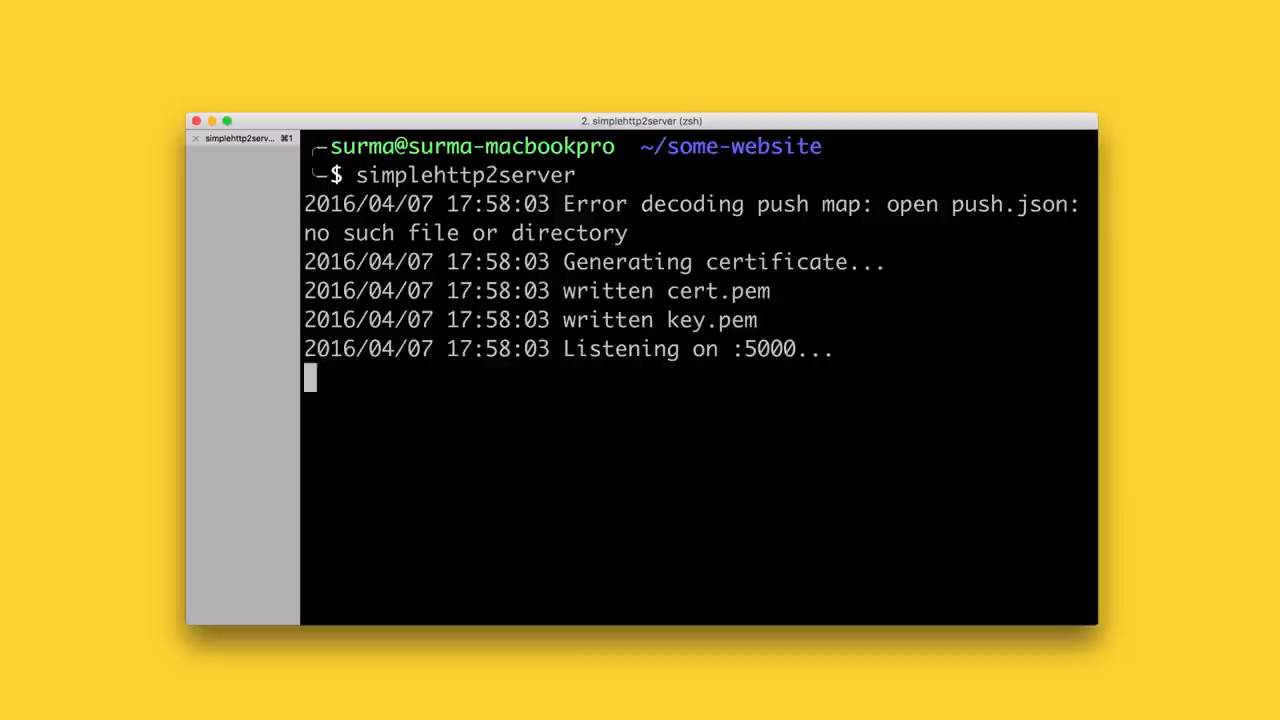 2. simplehttp2server (zsh)
× simplehttp2serv... ⌘1
surma@surma-macbookpro ~/some-website
$ simplehttp2server
2016/04/07 17:58:03 Error decoding push map: open push.json:
no such file or directory
2016/04/07 17:58:03 Generating certificate...
2016/04/07 17:58:03 written cert.pem
2016/04/07 17:58:03 written key.pem
2016/04/07 17:58:03 Listening on :5000...